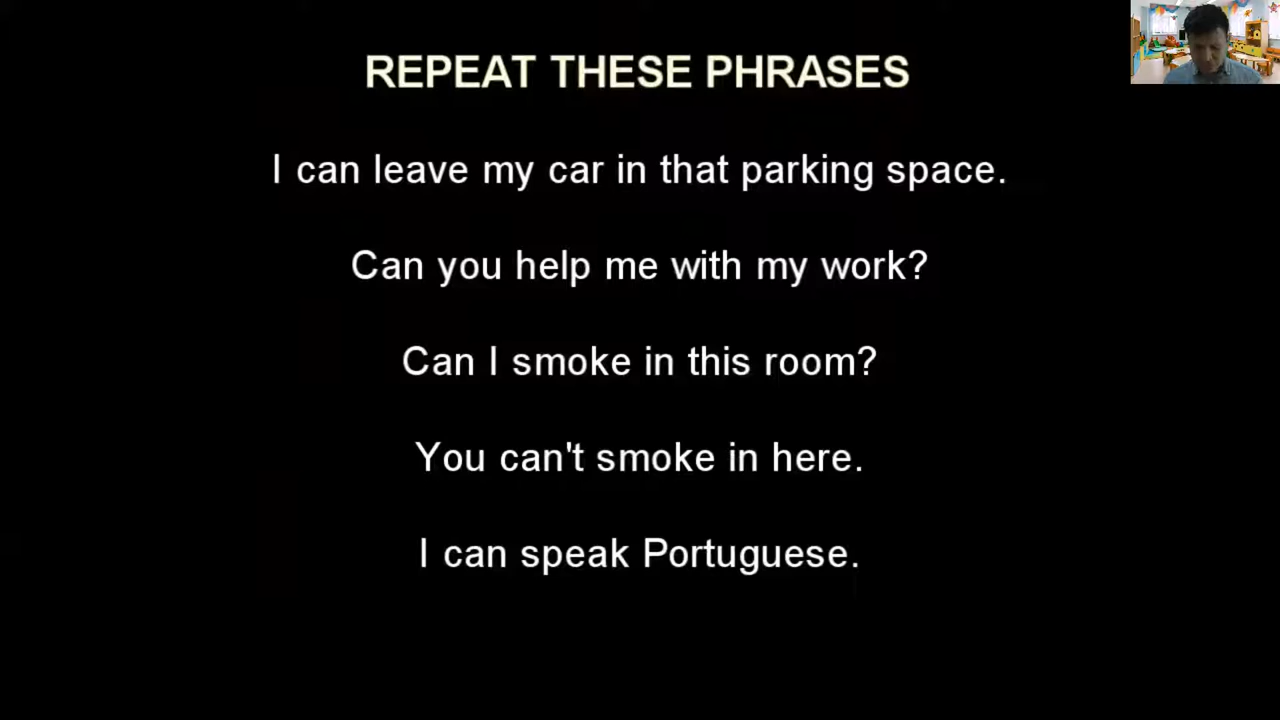 REPEAT THESE PHRASES
I can leave my car in that parking space.
Can you help me with my work?
Can I smoke in this room?
You can't smoke in here.
I can speak Portuguese.